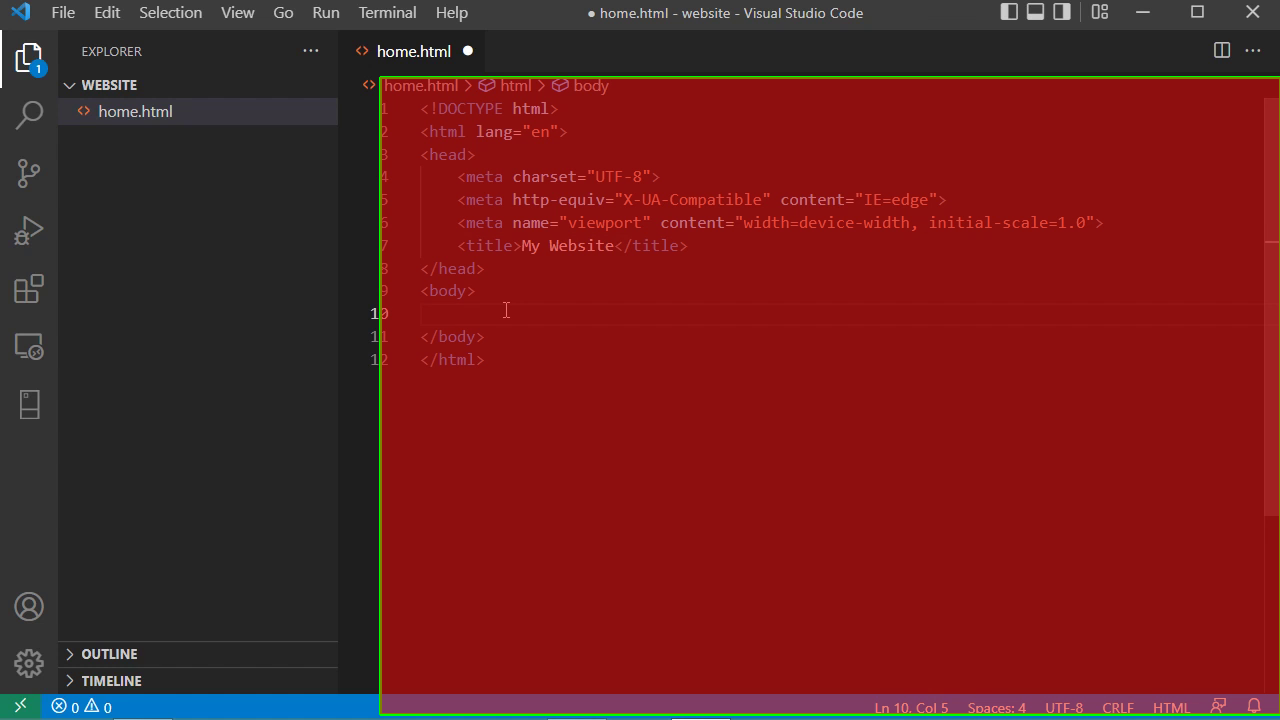 File Edit Selection View Go Run Terminal Help
● home.html - website - Visual Studio Code
EXPLORER
home.html
1
WEBSITE
home.html
home.html > html > body
1 <!DOCTYPE html>
2 <html lang="en">
3 <head>
4 <meta charset="UTF-8">
5 <meta http-equiv="X-UA-Compatible" content="IE=edge">
6 <meta name="viewport" content="width=device-width, initial-scale=1.0">
7 <title>My Website</title>
8 </head>
9 <body>
10
11 </body>
12 </html>
OUTLINE
TIMELINE
0 0
Ln 10, Col 5 Spaces: 4 UTF-8 CRLF HTML